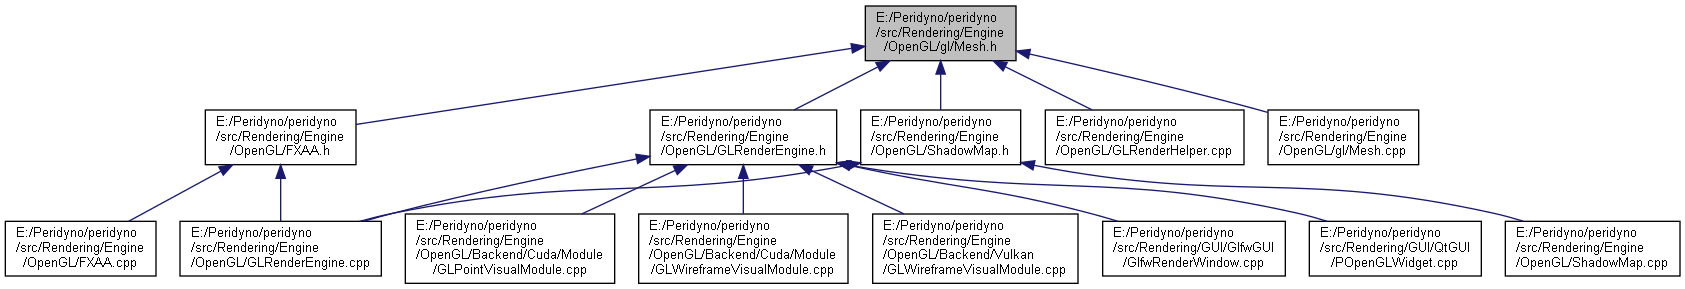 E:/Peridyno/peridyno
/src/Rendering/Engine
/OpenGL/gl/Mesh.h
E:/Peridyno/peridyno
/src/Rendering/Engine
/OpenGL/FXAA.h
E:/Peridyno/peridyno
/src/Rendering/Engine
/OpenGL/GLRenderEngine.h
E:/Peridyno/peridyno
/src/Rendering/Engine
/OpenGL/ShadowMap.h
E:/Peridyno/peridyno
/src/Rendering/Engine
/OpenGL/GLRenderHelper.cpp
E:/Peridyno/peridyno
/src/Rendering/Engine
/OpenGL/gl/Mesh.cpp
E:/Peridyno/peridyno
/src/Rendering/Engine
/OpenGL/FXAA.cpp
E:/Peridyno/peridyno
/src/Rendering/Engine
/OpenGL/GLRenderEngine.cpp
E:/Peridyno/peridyno
/src/Rendering/Engine
/OpenGL/Backend/Cuda/Module
/GLPointVisualModule.cpp
E:/Peridyno/peridyno
/src/Rendering/Engine
/OpenGL/Backend/Cuda/Module
/GLWireframeVisualModule.cpp
E:/Peridyno/peridyno
/src/Rendering/Engine
/OpenGL/Backend/Vulkan
/GLWireframeVisualModule.cpp
E:/Peridyno/peridyno
/src/Rendering/GUI/GlfwGUI
/GlfwRenderWindow.cpp
E:/Peridyno/peridyno
/src/Rendering/GUI/QtGUI
/POpenGLWidget.cpp
E:/Peridyno/peridyno
/src/Rendering/Engine
/OpenGL/ShadowMap.cpp